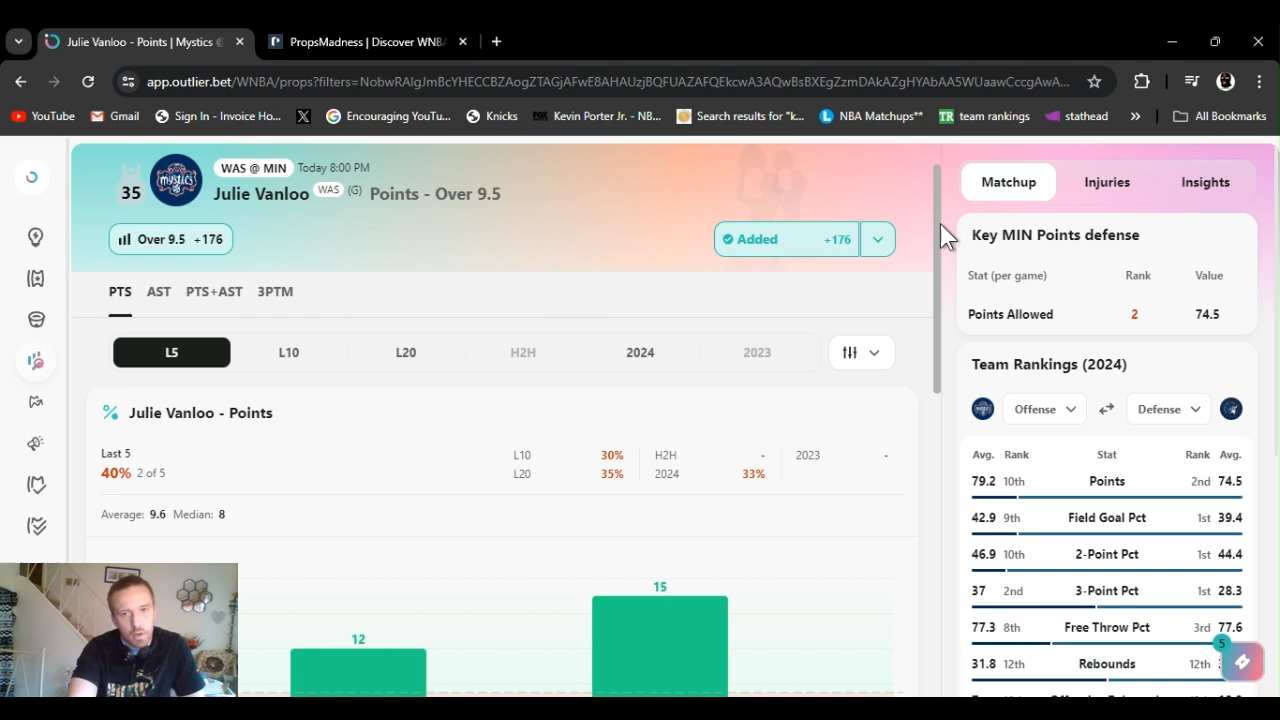 Julie Vanloo - Points | Mystics
PropsMadness | Discover WNB
app.outlier.bet/WNBA/props?filters=NobwRAlgJmBcYHECCBZAogZTAGjAFwE8AHAUzjBQFUAZAFQEkcwA3AQwBsBXEgZzmDAkAZgHYAbAA5WUaawCccgAwA...
YouTube
Gmail
Sign In - Invoice Ho...
Encouraging YouTu...
Knicks
Kevin Porter Jr. - NB...
Search results for "k...
NBA Matchups**
TR team rankings
stathead
All Bookmarks
35
mystics
WAS @ MIN Today 8:00 PM
Julie Vanloo WAS (G) Points - Over 9.5
Over 9.5 +176
Added +176
PTS AST PTS+AST 3PTM
L5 L10 L20 H2H 2024 2023
Julie Vanloo - Points
Last 5
40% 2 of 5
L10 30% H2H - 2023 -
L20 35% 2024 33%
Average: 9.6 Median: 8
12
15
Matchup Injuries Insights
Key MIN Points defense
Stat (per game) Rank Value
Points Allowed 2 74.5
Team Rankings (2024)
Offense Defense
Avg. Rank Stat Rank Avg.
79.2 10th Points 2nd 74.5
42.9 9th Field Goal Pct 1st 39.4
46.9 10th 2-Point Pct 1st 44.4
37 2nd 3-Point Pct 1st 28.3
77.3 8th Free Throw Pct 3rd 77.6
5
31.8 12th Rebounds 12th